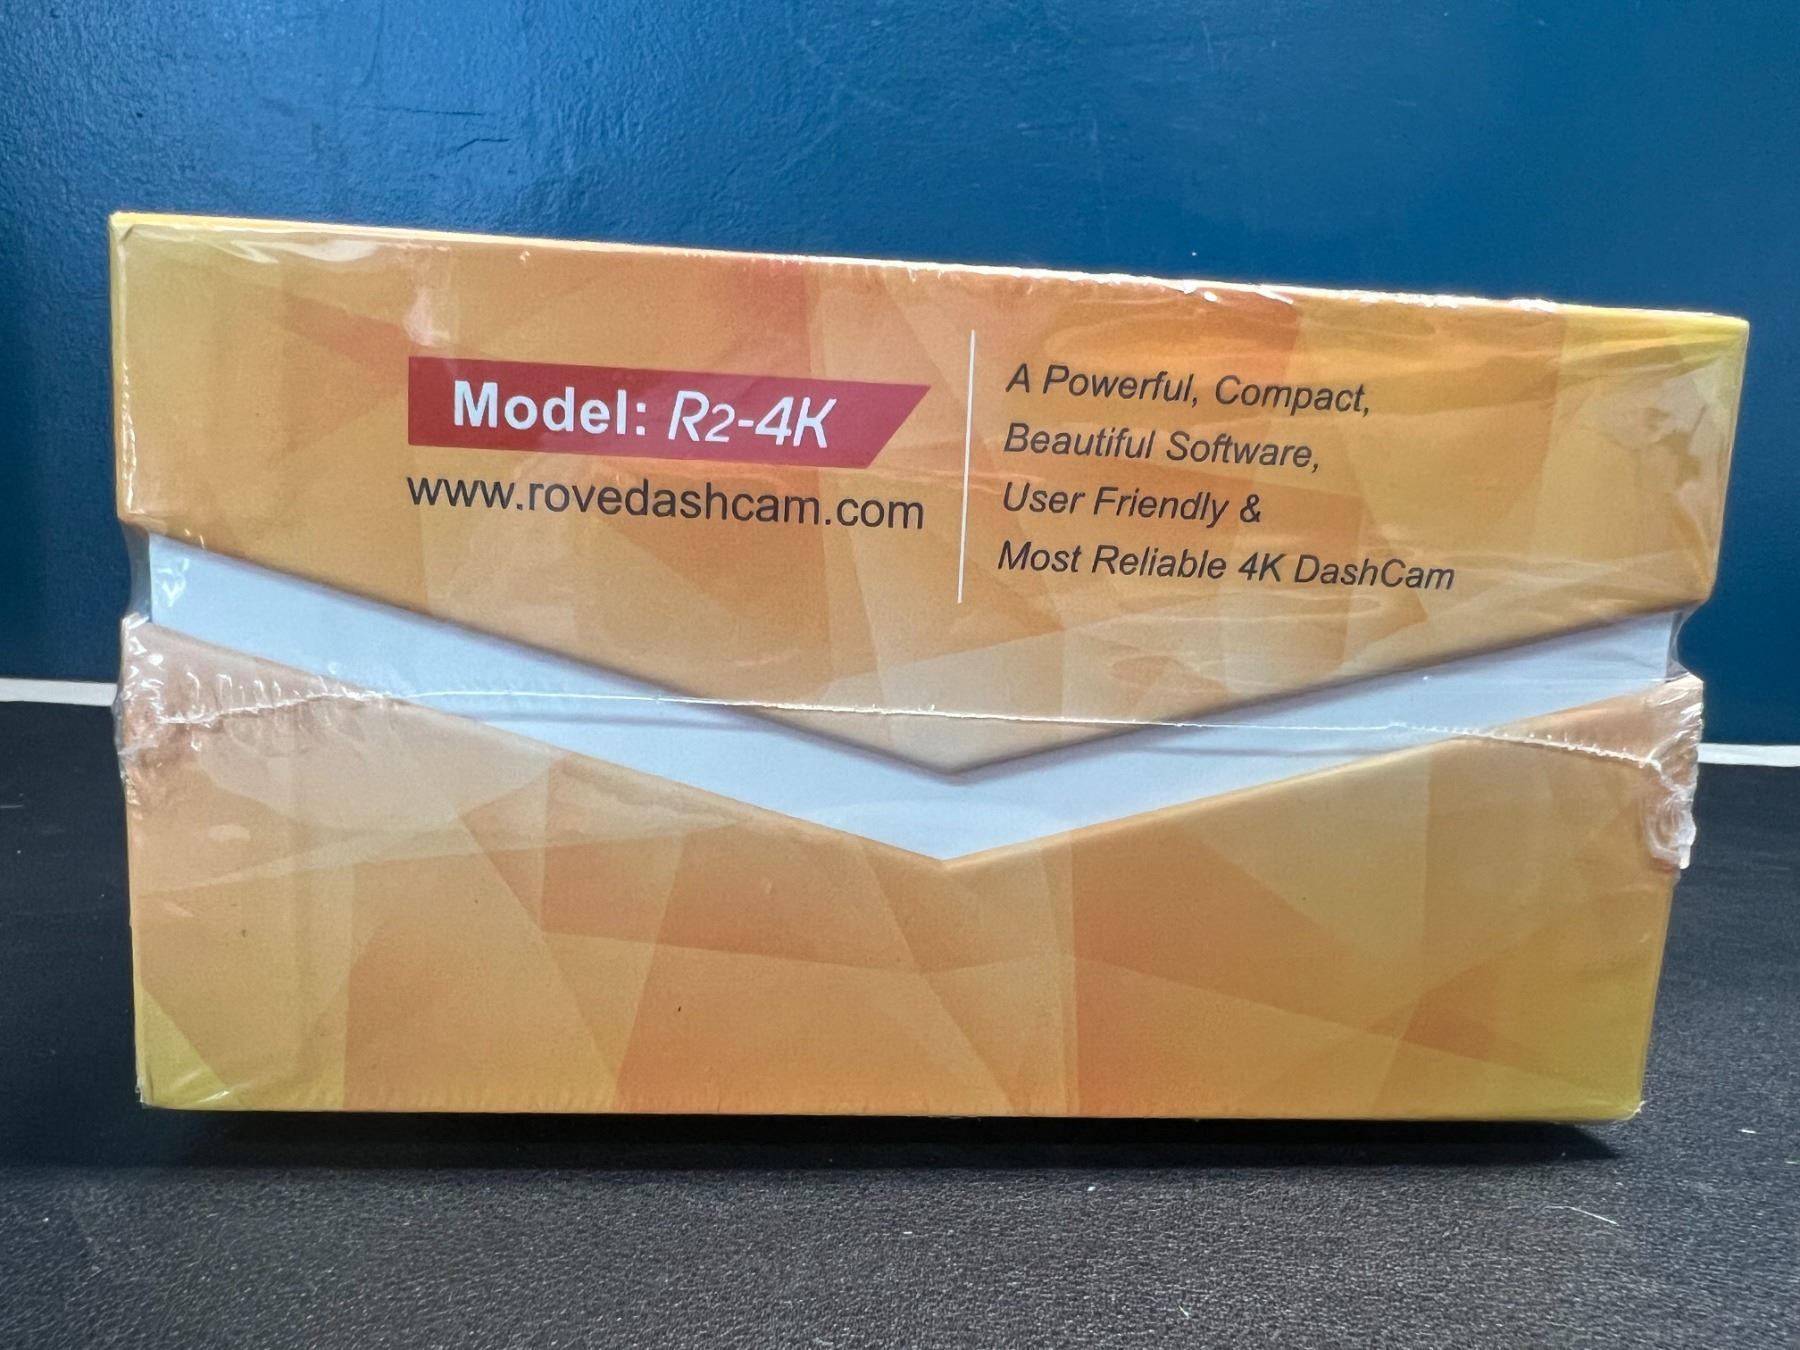 Model: R2-4K
www.rovedashcam.com
A Powerful, Compact,
Beautiful Software,
User Friendly &
Most Reliable 4K DashCam